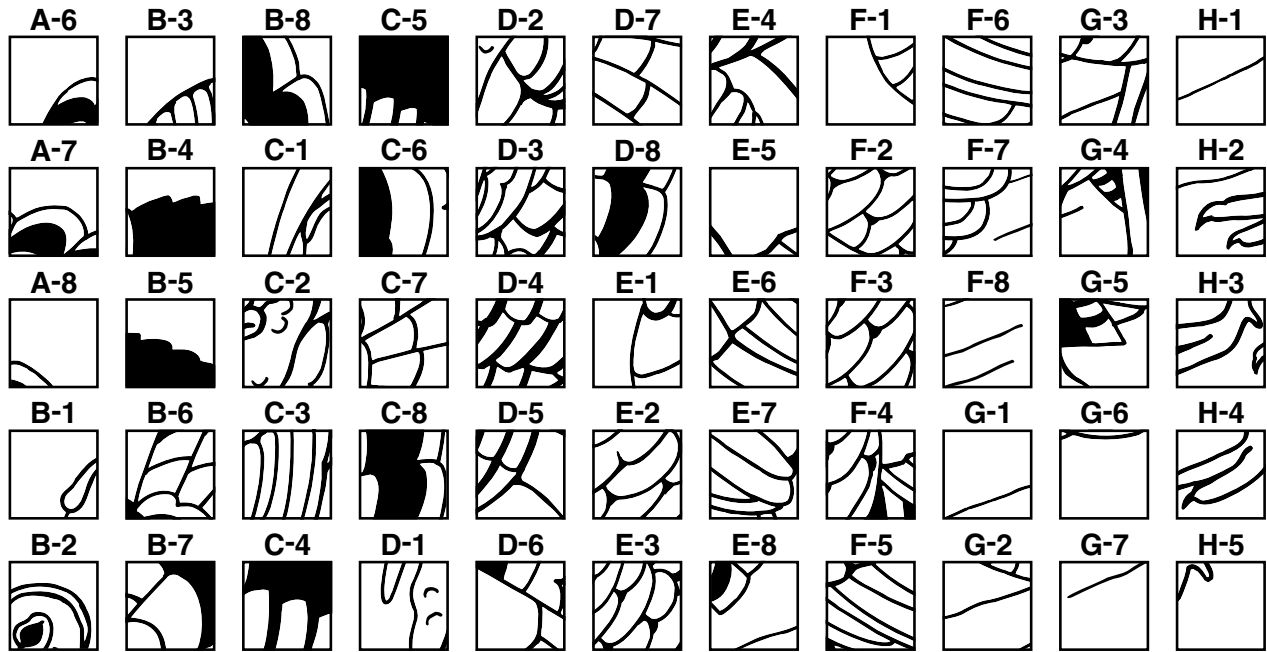 A-6 B-3 B-8 C-5 D-2 D-7 E-4 F-1 F-6 G-3 H-1
A-7 B-4 C-1 C-6 D-3 D-8 E-5 F-2 F-7 G-4 H-2
A-8 B-5 C-2 C-7 D-4 E-1 E-6 F-3 F-8 G-5 H-3
B-1 B-6 C-3 C-8 D-5 E-2 E-7 F-4 G-1 G-6 H-4
B-2 B-7 C-4 D-1 D-6 E-3 E-8 F-5 G-2 G-7 H-5